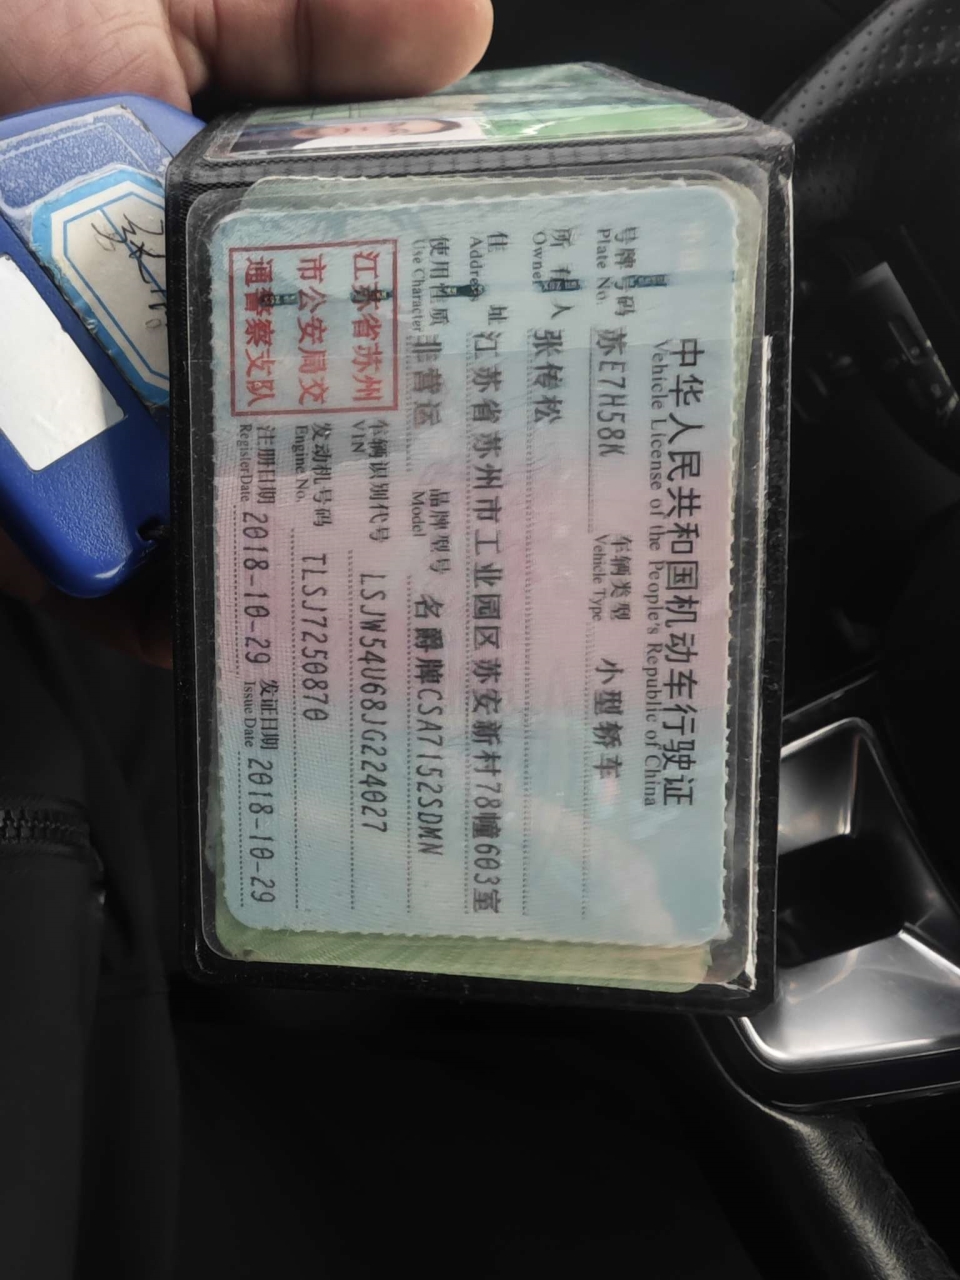 中华人民共和国机动车行驶证
Vehicle License of the People's Republic of China
号牌号码 苏E7H58K 车辆类型 小型轿车
Plate No. Vehicle Type
所有人 张传松
Owner
住址 江苏省苏州市工业园区苏安新村78幢603室
Address
使用性质 非营运 品牌型号 名爵牌CSA7152SDMN
Use Character Model
江苏省苏州
市公安局交
通警察支队
车辆识别代号 LSJW54U68JG224027
VIN
发动机号码 TLSJ7250870
Engine No.
注册日期 2018-10-29 发证日期 2018-10-29
Register Date Issue Date